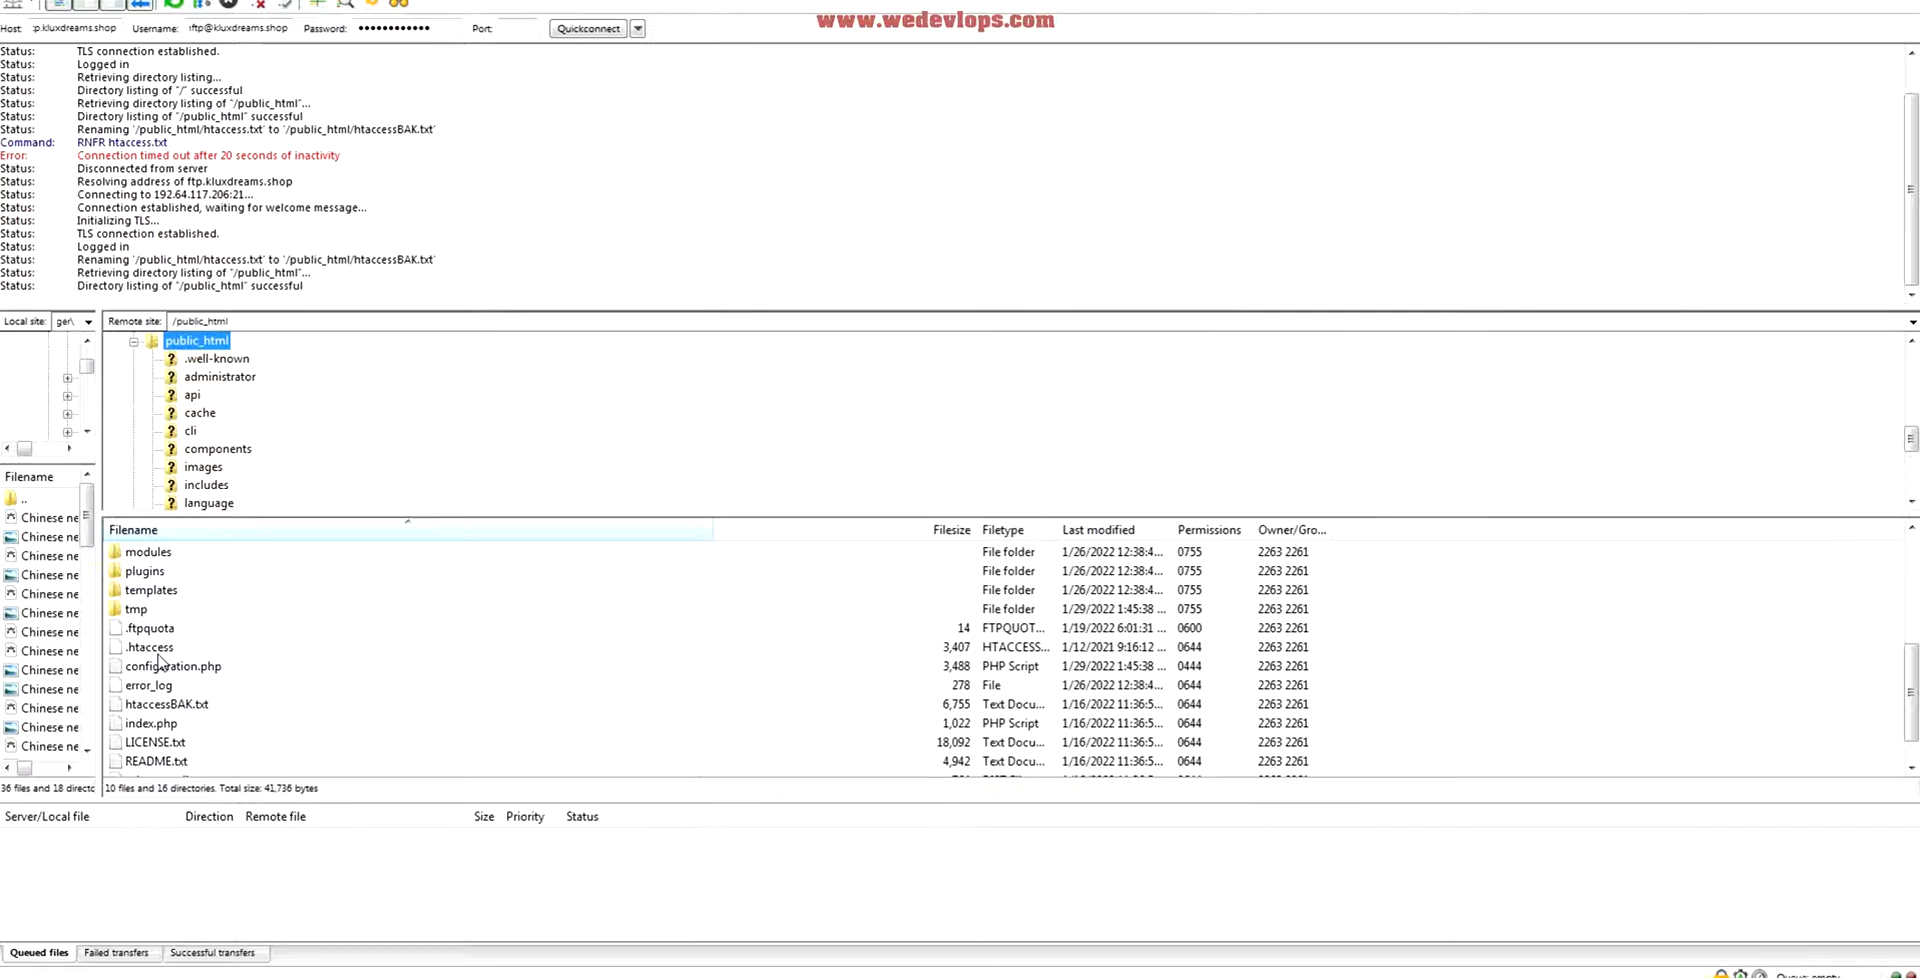 www.wedevlops.com
Host: :p.kluxdreams.shop Username: ıftp@kluxdreams.shop Password: •••••••••••• Port: Quickconnect
Status: TLS connection established.
Status: Logged in
Status: Retrieving directory listing...
Status: Directory listing of "/" successful
Status: Retrieving directory listing of "/public_html"...
Status: Directory listing of "/public_html" successful
Status: Renaming '/public_html/htaccess.txt' to '/public_html/htaccessBAK.txt'
Command: RNFR htaccess.txt
Error: Connection timed out after 20 seconds of inactivity
Status: Disconnected from server
Status: Resolving address of ftp.kluxdreams.shop
Status: Connecting to 192.64.117.206:21...
Status: Connection established, waiting for welcome message...
Status: Initializing TLS...
Status: TLS connection established.
Status: Logged in
Status: Renaming '/public_html/htaccess.txt' to '/public_html/htaccessBAK.txt'
Status: Retrieving directory listing of "/public_html"...
Status: Directory listing of "/public_html" successful
Local site: ger\ Remote site: /public_html
public_html
.well-known
administrator
api
cache
cli
components
images
includes
language
Filename
..
Chinese ne
Chinese ne
Chinese ne
Chinese ne
Chinese ne
Chinese ne
Chinese ne
Chinese ne
Chinese ne
Chinese ne
Chinese ne
Chinese ne
Chinese ne
36 files and 18 directo
Filename Filesize Filetype Last modified Permissions Owner/Gro...
modules File folder 1/26/2022 12:38:4... 0755 2263 2261
plugins File folder 1/26/2022 12:38:4... 0755 2263 2261
templates File folder 1/26/2022 12:38:4... 0755 2263 2261
tmp File folder 1/29/2022 1:45:38 ... 0755 2263 2261
.ftpquota 14 FTPQUOT... 1/19/2022 6:01:31 ... 0600 2263 2261
.htaccess 3,407 HTACCESS... 1/12/2021 9:16:12 ... 0644 2263 2261
configuration.php 3,488 PHP Script 1/29/2022 1:45:38 ... 0444 2263 2261
error_log 278 File 1/26/2022 12:38:4... 0644 2263 2261
htaccessBAK.txt 6,755 Text Docu... 1/16/2022 11:36:5... 0644 2263 2261
index.php 1,022 PHP Script 1/16/2022 11:36:5... 0644 2263 2261
LICENSE.txt 18,092 Text Docu... 1/16/2022 11:36:5... 0644 2263 2261
README.txt 4,942 Text Docu... 1/16/2022 11:36:5... 0644 2263 2261
10 files and 16 directories. Total size: 41,736 bytes
Server/Local file Direction Remote file Size Priority Status
Queued files Failed transfers Successful transfers
Queue: empty